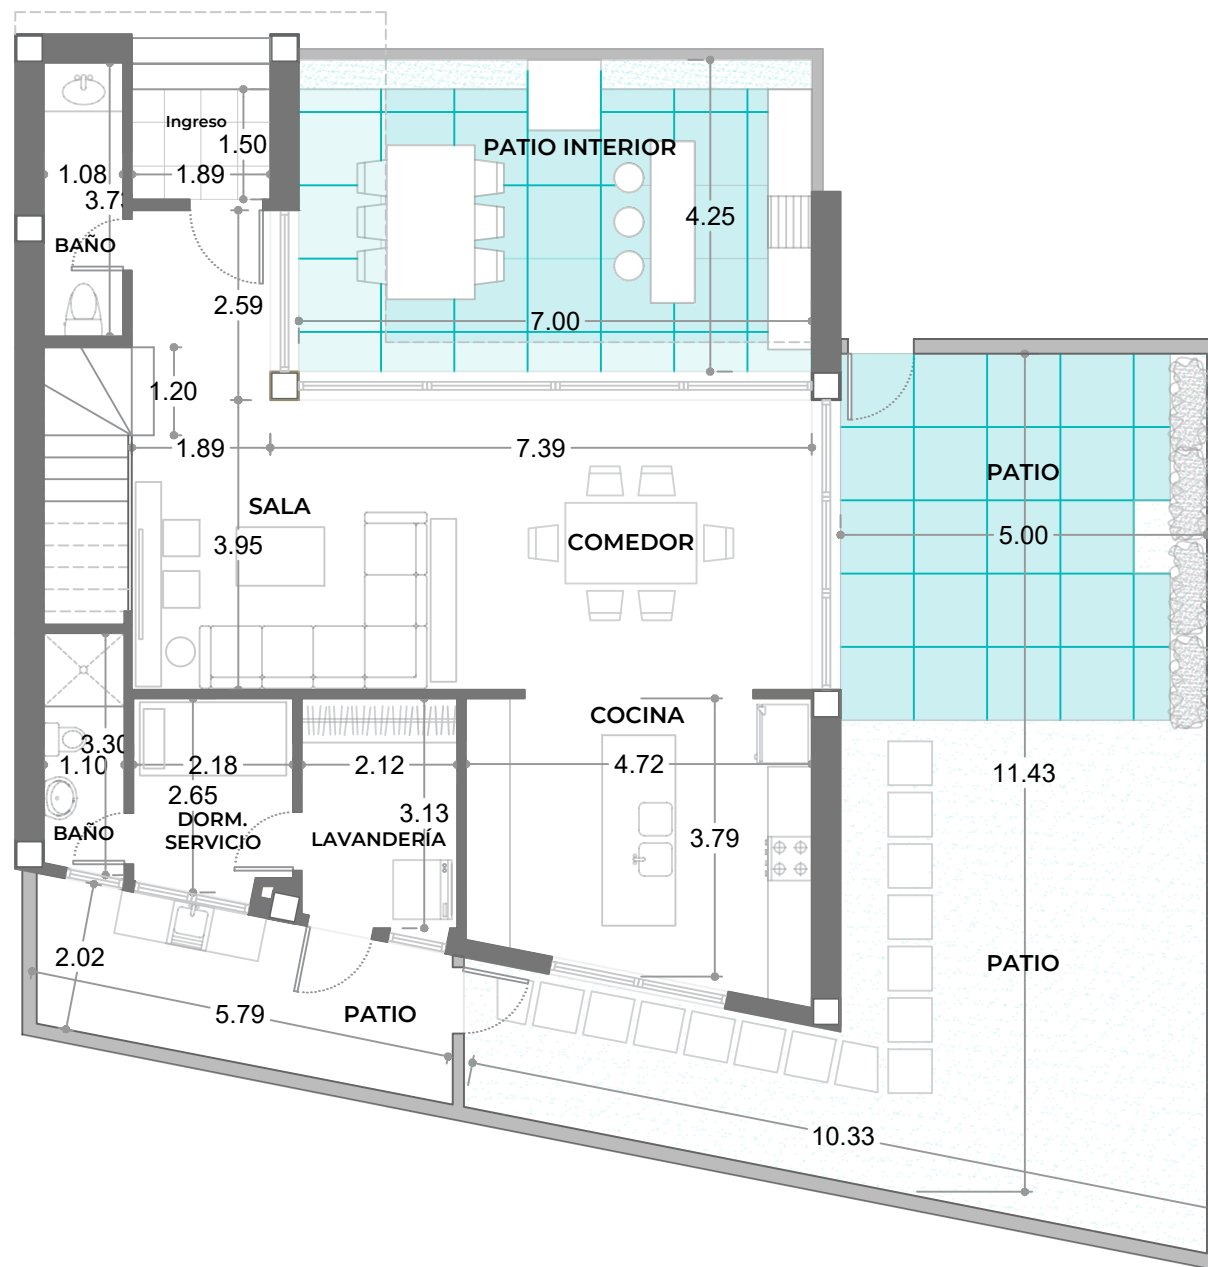 Ingreso
1.50
PATIO INTERIOR
1.08
1.89
3.73
4.25
BAÑO
2.59
7.00
1.20
1.89
7.39
PATIO
SALA
5.00
3.95
COMEDOR
COCINA
3.30
1.10
2.18
2.12
4.72
11.43
2.65
3.13
DORM.
SERVICIO
BAÑO
LAVANDERÍA
3.79
2.02
PATIO
5.79
PATIO
10.33